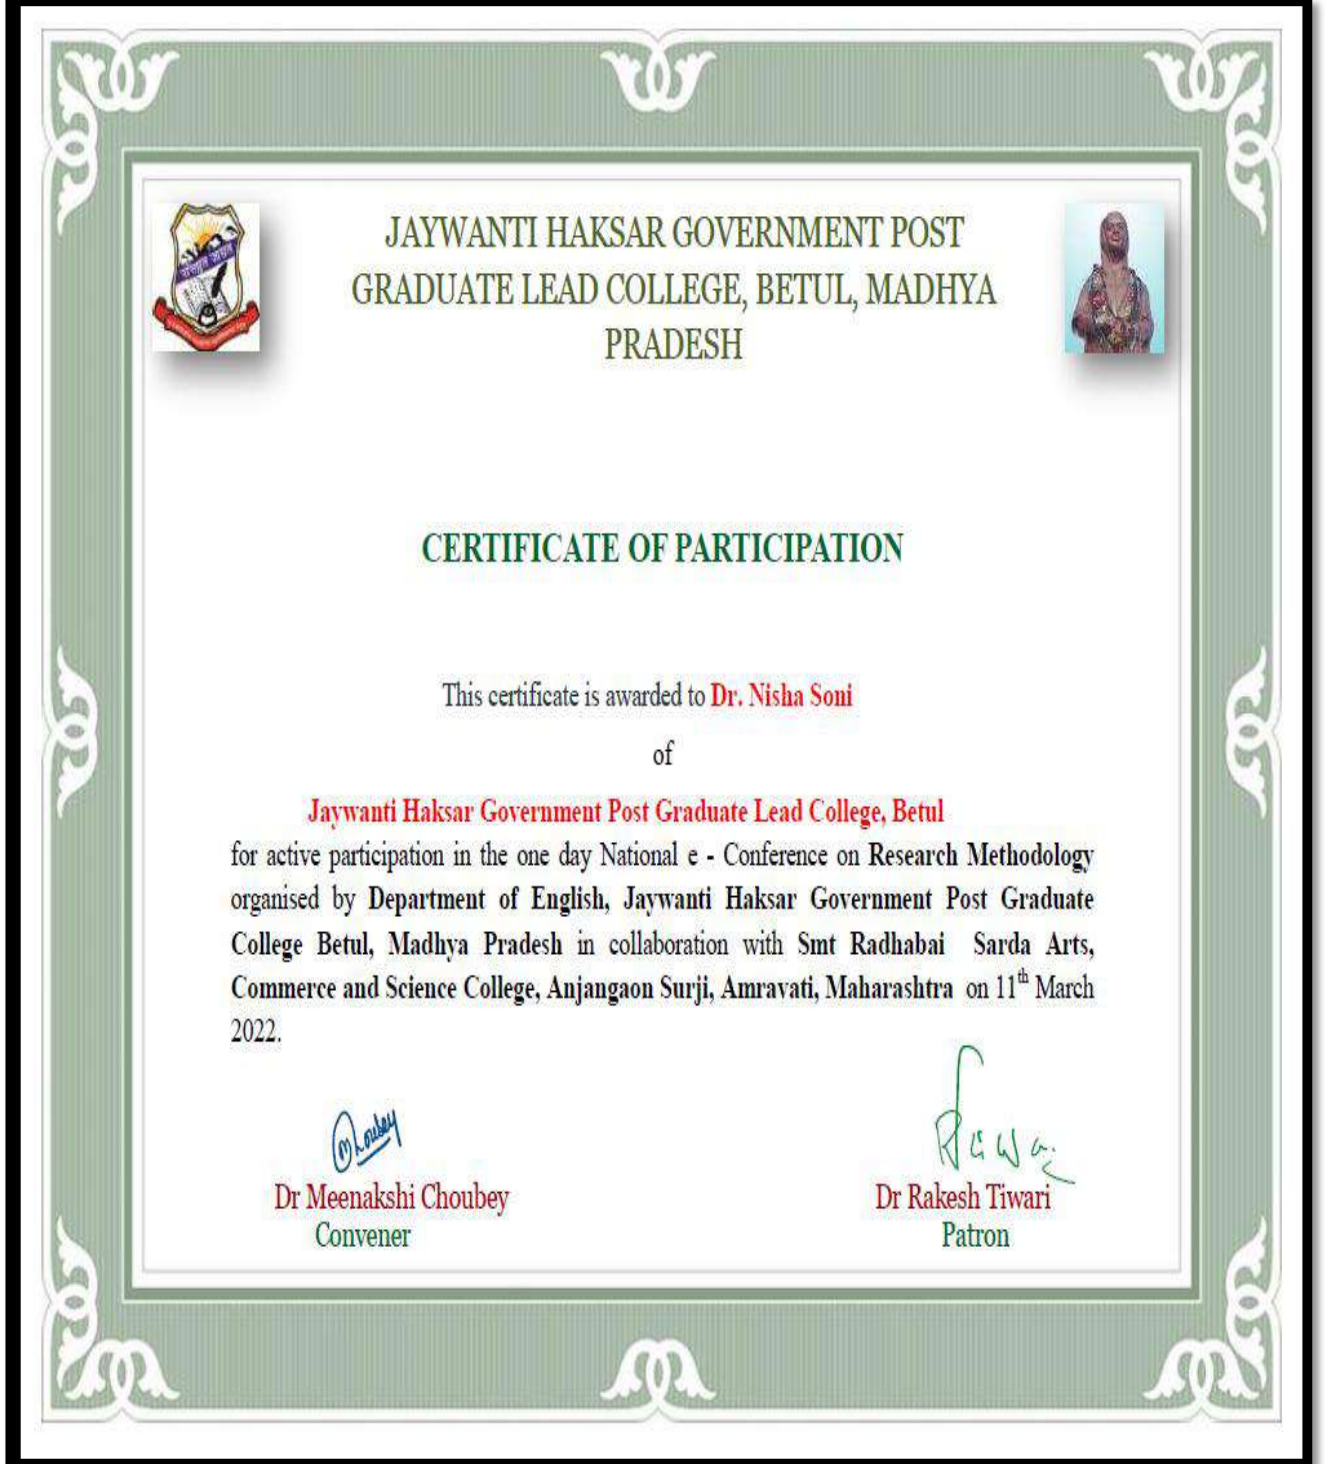 JAYWANTI HAKSAR GOVERNMENT POST
GRADUATE LEAD COLLEGE, BETUL, MADHYA
PRADESH
CERTIFICATE OF PARTICIPATION
This certificate is awarded to Dr. Nisha Soni
of
Jaywanti Haksar Government Post Graduate Lead College, Betul
for active participation in the one day National e - Conference on Research Methodology
organised by Department of English, Jaywanti Haksar Government Post Graduate
College Betul, Madhya Pradesh in collaboration with Smt Radhabai Sarda Arts,
Commerce and Science College, Anjangaon Surji, Amravati, Maharashtra on 11th March
2022.
Dr Meenakshi Choubey
Convener
Dr Rakesh Tiwari
Patron